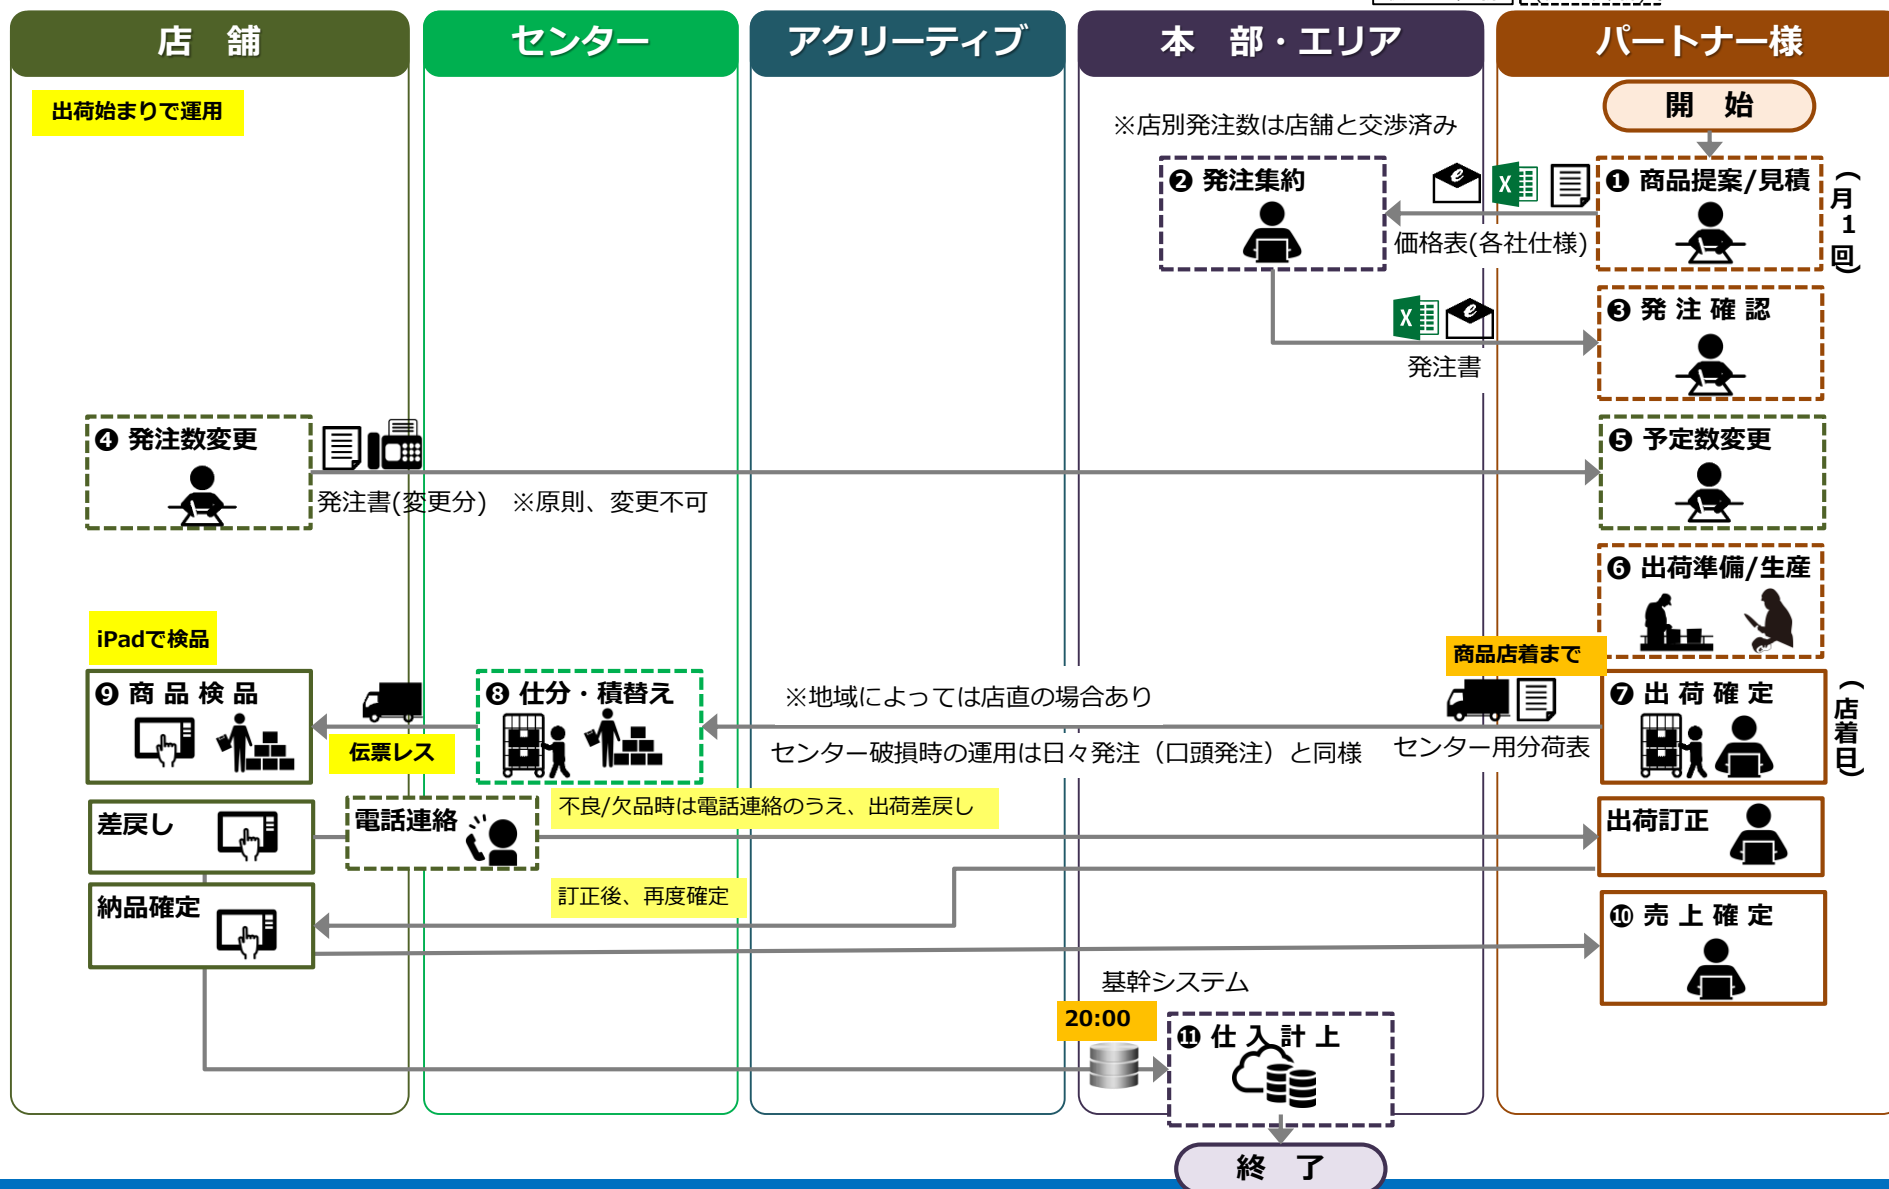 店 舗
センター
アクリーティブ
本 部・エリア
パートナー様
出荷始まりで運用
開 始
※店別発注数は店舗と交渉済み
❷ 発注集約
❶ 商品提案/見積
(月1回)
価格表(各社仕様)
❸ 発 注 確 認
発注書
❹ 発注数変更
❺ 予定数変更
発注書(変更分) ※原則、変更不可
❻ 出荷準備/生産
iPadで検品
商品店着まで
❾ 商 品 検 品
❽ 仕分・積替え
※地域によっては店直の場合あり
❼ 出 荷 確 定
(店着日)
伝票レス
センター破損時の運用は日々発注（口頭発注）と同様
センター用分荷表
差戻し
電話連絡
不良/欠品時は電話連絡のうえ、出荷差戻し
出荷訂正
納品確定
訂正後、再度確定
❿ 売 上 確 定
基幹システム
20:00
⓫ 仕 入 計 上
終 了